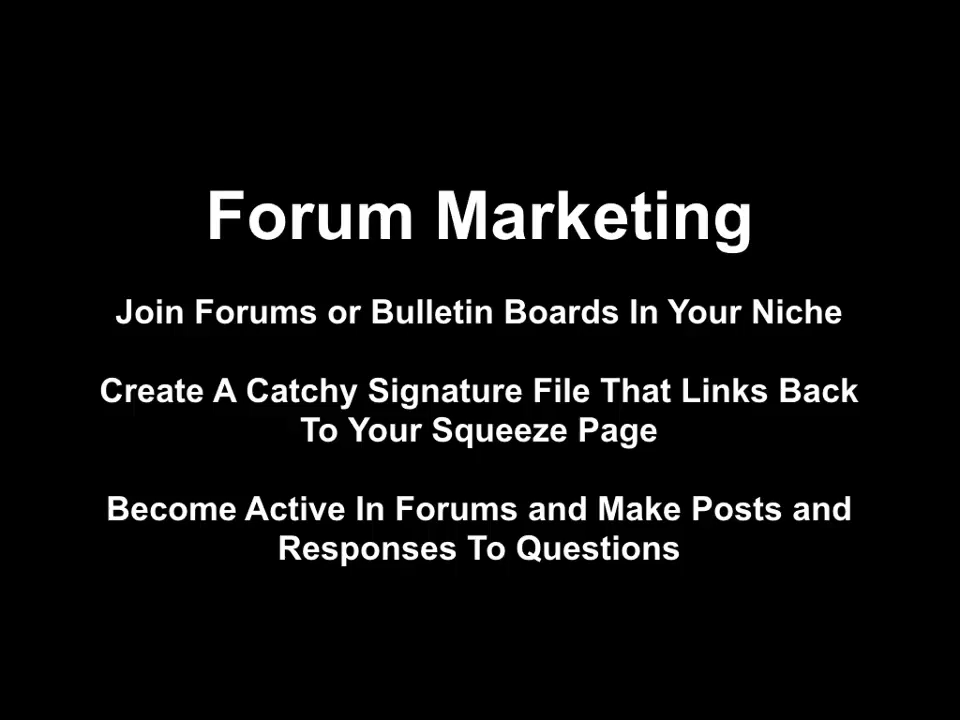 Forum Marketing
Join Forums or Bulletin Boards In Your Niche
Create A Catchy Signature File That Links Back
To Your Squeeze Page
Become Active In Forums and Make Posts and
Responses To Questions